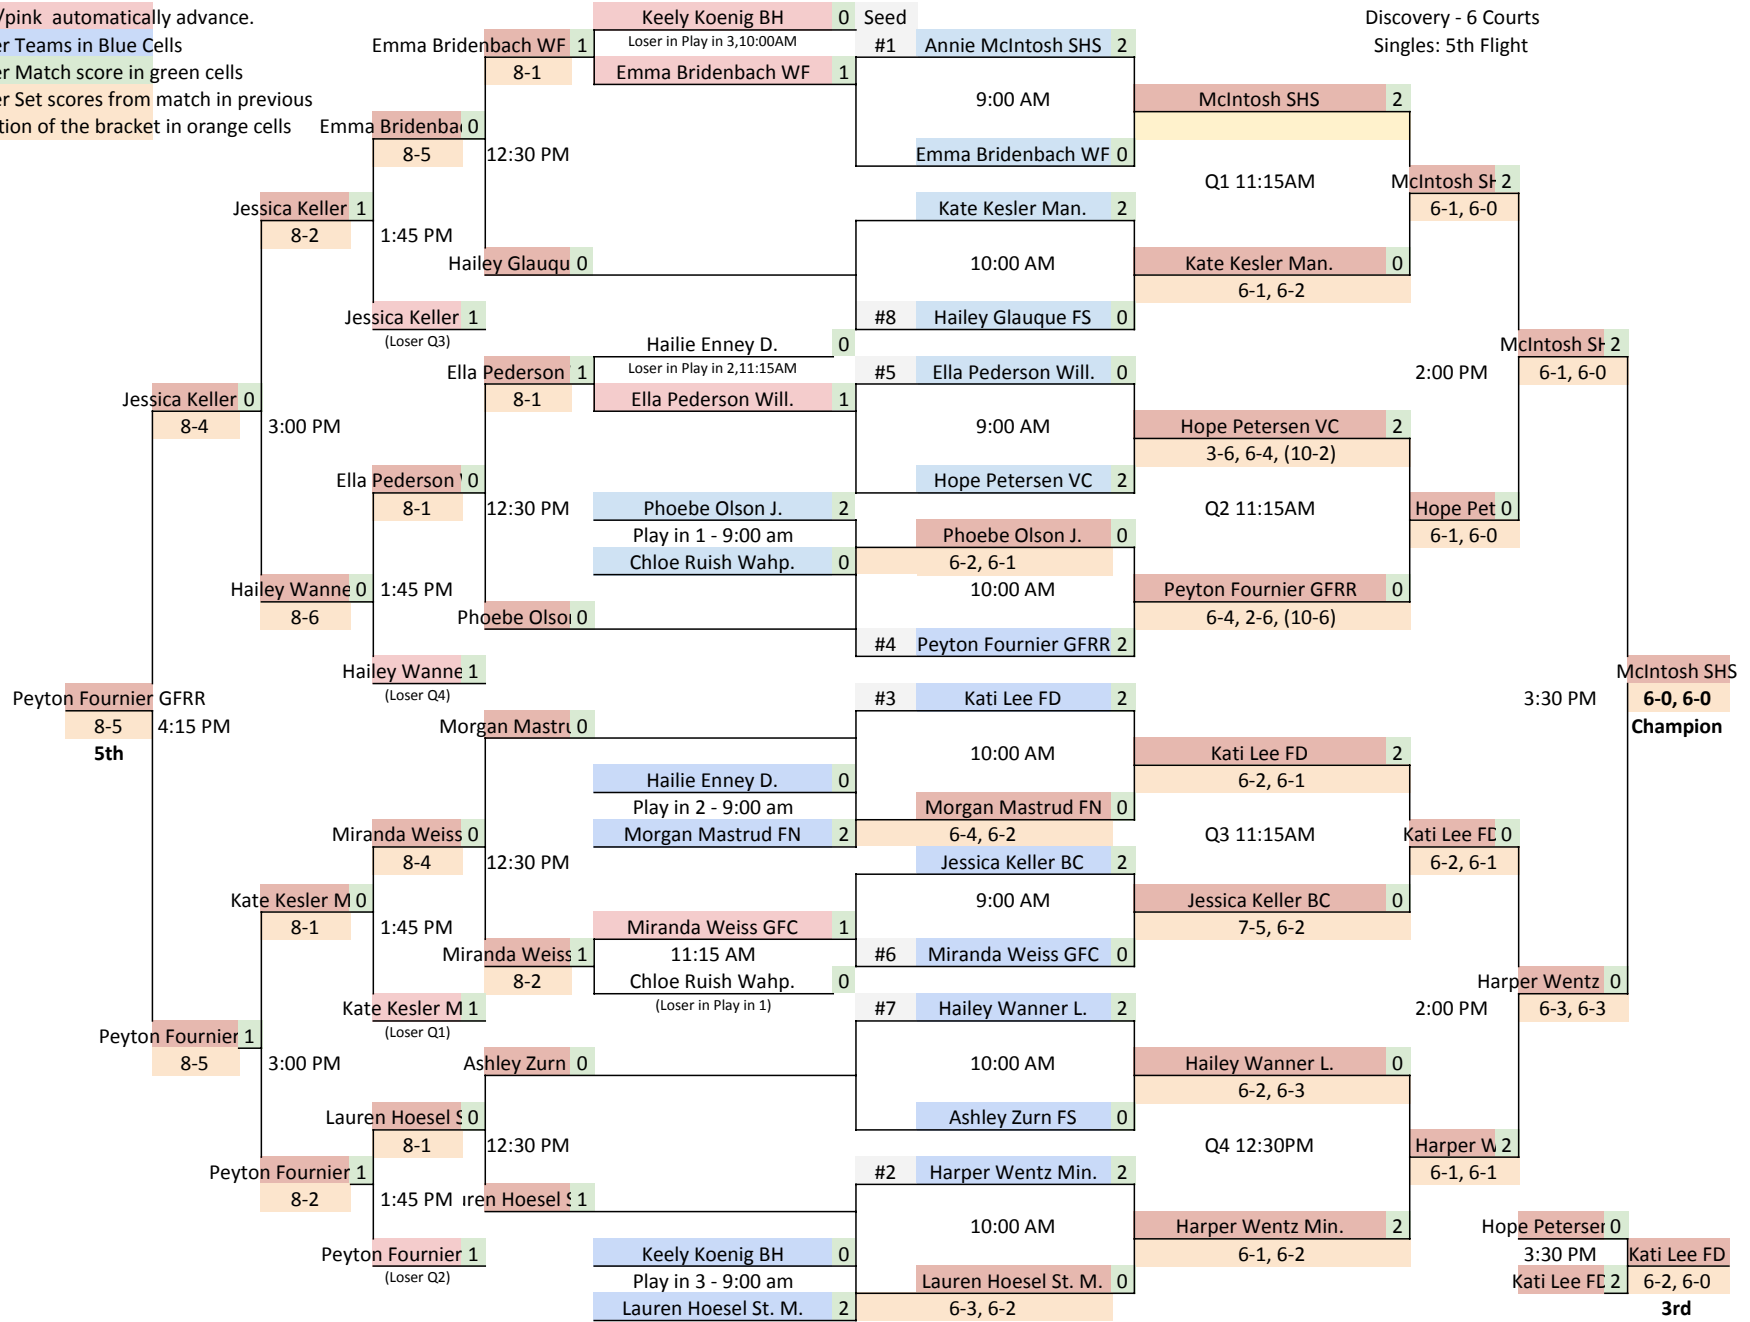 /pink automatically advance.
er Teams in Blue Cells
er Match score in green cells
er Set scores from match in previous
tion of the bracket in orange cells
Discovery - 6 Courts
Singles: 5th Flight
Peyton Fournier GFRR
8-5 4:15 PM
5th
Jessica Keller 0
8-4
Peyton Fournier 1
8-5
Jessica Keller 1
8-2
3:00 PM
Hailey Wanne 0
8-6
Kate Kesler M 0
8-1
3:00 PM
Peyton Fournier 1
8-2
Emma Bridenba 0
8-5
1:45 PM
Jessica Keller 1
(Loser Q3)
Ella Pederson 0
8-1
1:45 PM
Hailey Wanne 1
(Loser Q4)
Miranda Weiss 0
8-4
1:45 PM
Kate Kesler M 1
(Loser Q1)
Lauren Hoesel S 0
8-1
1:45 PM
Peyton Fournier 1
(Loser Q2)
Emma Bridenbach WF 1
8-1
12:30 PM
Hailey Glauqu 0
Ella Pederson 1
8-1
12:30 PM
Phoebe Olso 0
Morgan Mastru 0
12:30 PM
Miranda Weiss 1
8-2
Ashley Zurn 0
12:30 PM
ren Hoesel S 1
Keely Koenig BH 0
Loser in Play in 3,10:00AM
Emma Bridenbach WF 1
Hailie Enney D. 0
Loser in Play in 2,11:15AM
Ella Pederson Will. 1
Phoebe Olson J. 2
Play in 1 - 9:00 am
Chloe Ruish Wahp. 0
Hailie Enney D. 0
Play in 2 - 9:00 am
Morgan Mastrud FN 2
Miranda Weiss GFC 1
11:15 AM
Chloe Ruish Wahp. 0
(Loser in Play in 1)
Keely Koenig BH 0
Play in 3 - 9:00 am
Lauren Hoesel St. M. 2
Seed
#1 Annie McIntosh SHS 2
9:00 AM
Emma Bridenbach WF 0
Kate Kesler Man. 2
10:00 AM
#8 Hailey Glauque FS 0
#5 Ella Pederson Will. 0
9:00 AM
Hope Petersen VC 2
Phoebe Olson J. 0
6-2, 6-1
10:00 AM
#4 Peyton Fournier GFRR 2
#3 Kati Lee FD 2
10:00 AM
Morgan Mastrud FN 0
6-4, 6-2
Jessica Keller BC 2
9:00 AM
#6 Miranda Weiss GFC 0
#7 Hailey Wanner L. 2
10:00 AM
Ashley Zurn FS 0
#2 Harper Wentz Min. 2
10:00 AM
Lauren Hoesel St. M. 0
6-3, 6-2
McIntosh SHS 2
Q1 11:15AM
Kate Kesler Man. 0
6-1, 6-2
Hope Petersen VC 2
3-6, 6-4, (10-2)
Q2 11:15AM
Peyton Fournier GFRR 0
6-4, 2-6, (10-6)
Kati Lee FD 2
6-2, 6-1
Q3 11:15AM
Jessica Keller BC 0
7-5, 6-2
Hailey Wanner L. 0
6-2, 6-3
Q4 12:30PM
Harper Wentz Min. 2
6-1, 6-2
McIntosh SH 2
6-1, 6-0
2:00 PM
Hope Pet 0
6-1, 6-0
Kati Lee FD 0
6-2, 6-1
2:00 PM
Harper W 2
6-1, 6-1
McIntosh SH 2
6-1, 6-0
3:30 PM
Harper Wentz 0
6-3, 6-3
McIntosh SHS
6-0, 6-0
Champion
Hope Peterser 0
3:30 PM Kati Lee FD
Kati Lee FD 2 6-2, 6-0
3rd